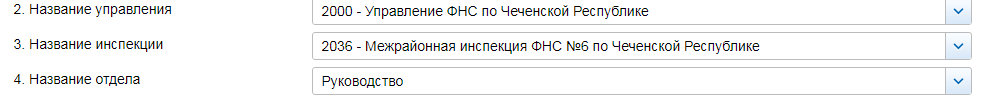 2. Название управления 2000 - Управление ФНС по Чеченской Республике
3. Название инспекции 2036 - Межрайонная инспекция ФНС №6 по Чеченской Республике
4. Название отдела Руководство